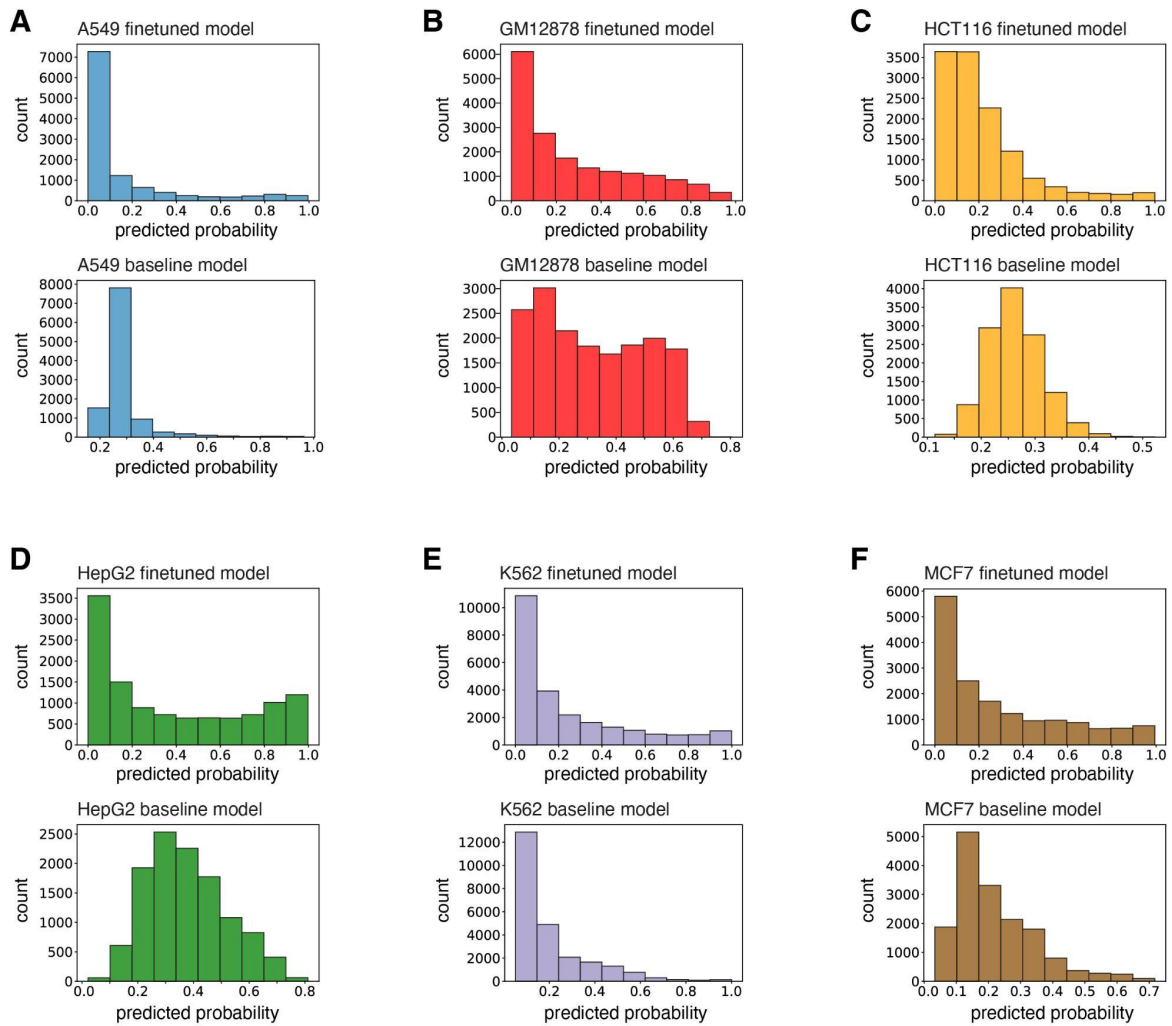 A
A549 finetuned model
count
7000
6000
5000
4000
3000
2000
1000
0
0.0 0.2 0.4 0.6 0.8 1.0
predicted probability
A549 baseline model
count
8000
7000
6000
5000
4000
3000
2000
1000
0
0.2 0.4 0.6 0.8 1.0
predicted probability
B
GM12878 finetuned model
count
6000
5000
4000
3000
2000
1000
0
0.0 0.2 0.4 0.6 0.8 1.0
predicted probability
GM12878 baseline model
count
3000
2500
2000
1500
1000
500
0
0.0 0.2 0.4 0.6 0.8
predicted probability
C
HCT116 finetuned model
count
3500
3000
2500
2000
1500
1000
500
0
0.0 0.2 0.4 0.6 0.8 1.0
predicted probability
HCT116 baseline model
count
4000
3500
3000
2500
2000
1500
1000
500
0
0.1 0.2 0.3 0.4 0.5
predicted probability
D
HepG2 finetuned model
count
3500
3000
2500
2000
1500
1000
500
0
0.0 0.2 0.4 0.6 0.8 1.0
predicted probability
HepG2 baseline model
count
2500
2000
1500
1000
500
0
0.0 0.2 0.4 0.6 0.8
predicted probability
E
K562 finetuned model
count
10000
8000
6000
4000
2000
0
0.0 0.2 0.4 0.6 0.8 1.0
predicted probability
K562 baseline model
count
12000
10000
8000
6000
4000
2000
0
0.2 0.4 0.6 0.8 1.0
predicted probability
F
MCF7 finetuned model
count
6000
5000
4000
3000
2000
1000
0
0.0 0.2 0.4 0.6 0.8 1.0
predicted probability
MCF7 baseline model
count
5000
4000
3000
2000
1000
0
0.0 0.1 0.2 0.3 0.4 0.5 0.6 0.7
predicted probability